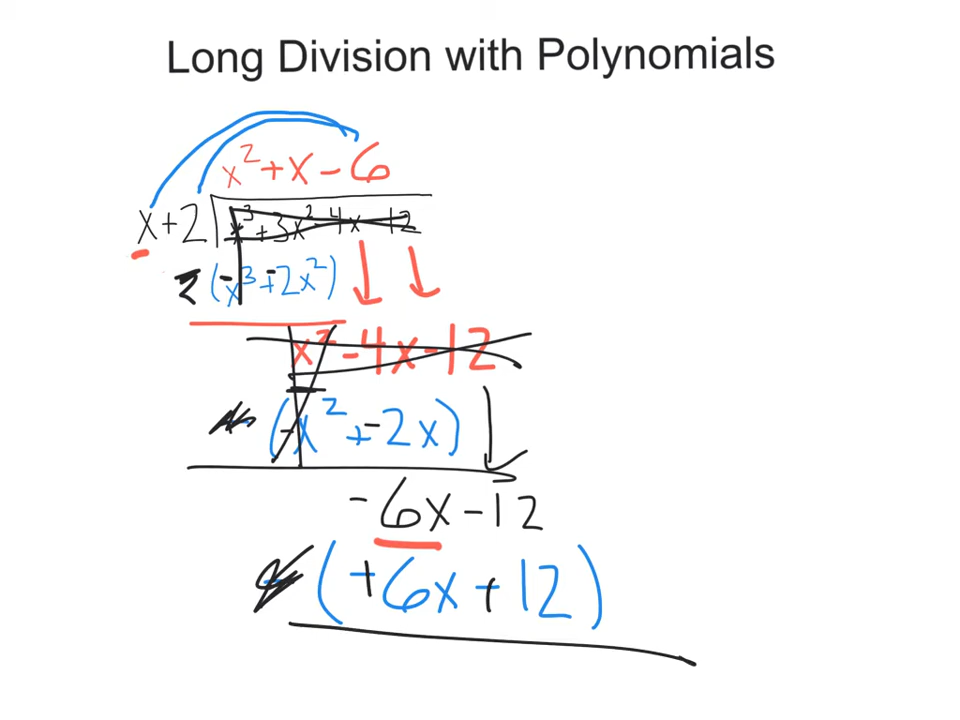 Long Division with Polynomials
x² + x - 6
x + 2 x³ + 3x² - 4x - 12
(-x³ + -2x²)
x² - 4x - 12
(-x² + -2x)
-6x - 12
(+6x + 12)